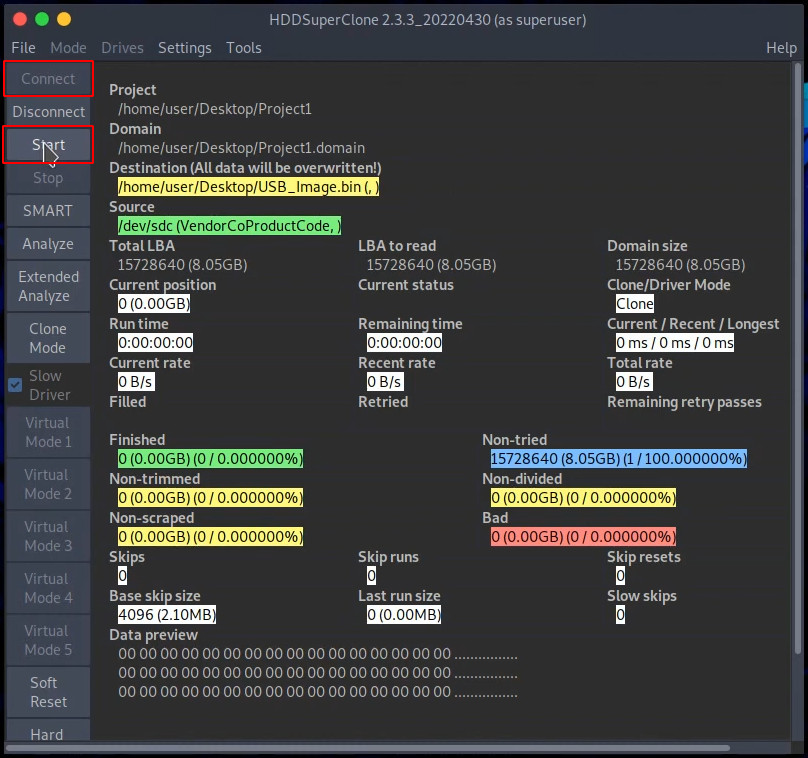 HDDSuperClone 2.3.3_20220430 (as superuser)
File Mode Drives Settings Tools Help
Connect
Disconnect
Start
Stop
SMART
Analyze
Extended
Analyze
Clone
Mode
Slow
Driver
Virtual
Mode 1
Virtual
Mode 2
Virtual
Mode 3
Virtual
Mode 4
Virtual
Mode 5
Soft
Reset
Hard
Project
/home/user/Desktop/Project1
Domain
/home/user/Desktop/Project1.domain
Destination (All data will be overwritten!)
/home/user/Desktop/USB_Image.bin (, )
Source
/dev/sdc (VendorCoProductCode, )
Total LBA LBA to read Domain size
15728640 (8.05GB) 15728640 (8.05GB) 15728640 (8.05GB)
Current position Current status Clone/Driver Mode
0 (0.00GB) Clone
Run time Remaining time Current / Recent / Longest
0:00:00:00 0:00:00:00 0 ms / 0 ms / 0 ms
Current rate Recent rate Total rate
0 B/s 0 B/s 0 B/s
Filled Retried Remaining retry passes
Finished Non-tried
0 (0.00GB) (0 / 0.000000%) 15728640 (8.05GB) (1 / 100.000000%)
Non-trimmed Non-divided
0 (0.00GB) (0 / 0.000000%) 0 (0.00GB) (0 / 0.000000%)
Non-scraped Bad
0 (0.00GB) (0 / 0.000000%) 0 (0.00GB) (0 / 0.000000%)
Skips Skip runs Skip resets
0 0 0
Base skip size Last run size Slow skips
4096 (2.10MB) 0 (0.00MB) 0
Data preview
00 00 00 00 00 00 00 00 00 00 00 00 00 00 00 00 ................
00 00 00 00 00 00 00 00 00 00 00 00 00 00 00 00 ................
00 00 00 00 00 00 00 00 00 00 00 00 00 00 00 00 ................